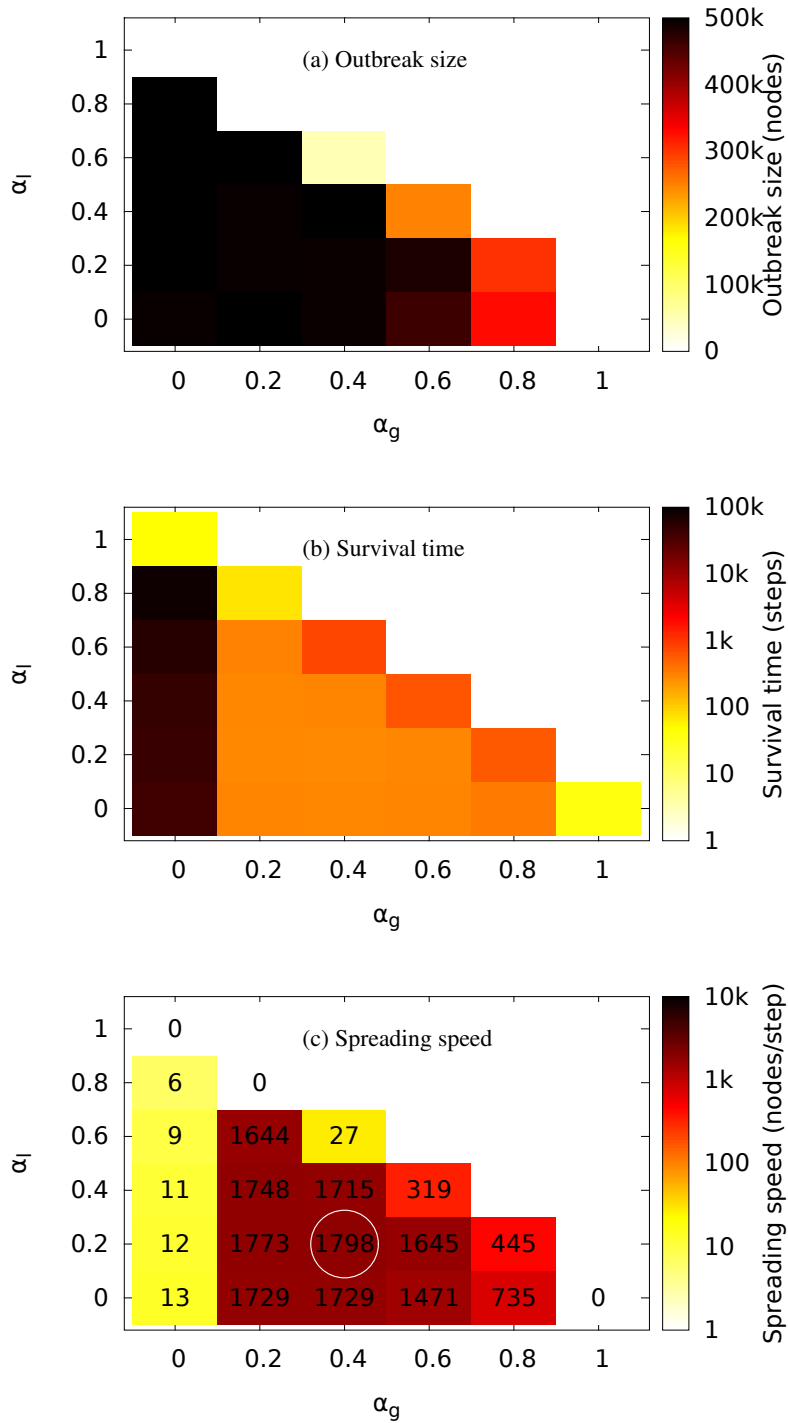 (a) Outbreak size
1
0.8
0.6
0.4
0.2
0
αl
0 0.2 0.4 0.6 0.8 1
αg
500k
400k
300k
200k
100k
0
Outbreak size (nodes)
(b) Survival time
1
0.8
0.6
0.4
0.2
0
αl
0 0.2 0.4 0.6 0.8 1
αg
100k
10k
1k
100
10
1
Survival time (steps)
(c) Spreading speed
1 0
0.8 6 0
0.6 9 1644 27
0.4 11 1748 1715 319
0.2 12 1773 1798 1645 445
0 13 1729 1729 1471 735 0
αl
0 0.2 0.4 0.6 0.8 1
αg
10k
1k
100
10
1
Spreading speed (nodes/step)